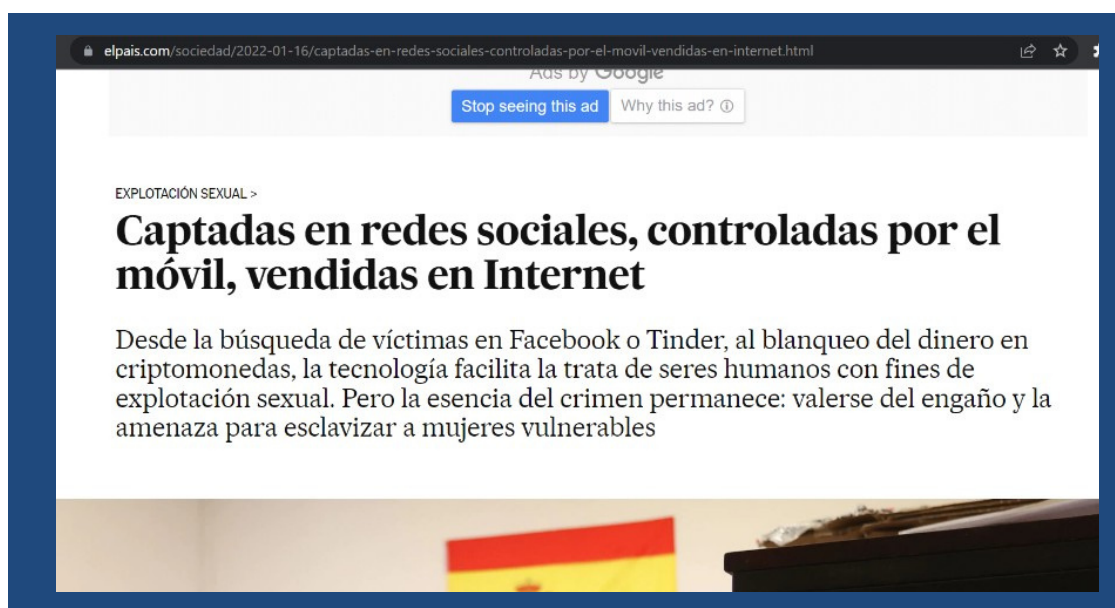 elpais.com/sociedad/2022-01-16/captadas-en-redes-sociales-controladas-por-el-movil-vendidas-en-internet.html
Ads by Google
Stop seeing this ad Why this ad?
EXPLOTACIÓN SEXUAL >
Captadas en redes sociales, controladas por el
móvil, vendidas en Internet
Desde la búsqueda de víctimas en Facebook o Tinder, al blanqueo del dinero en
criptomonedas, la tecnología facilita la trata de seres humanos con fines de
explotación sexual. Pero la esencia del crimen permanece: valerse del engaño y la
amenaza para esclavizar a mujeres vulnerables